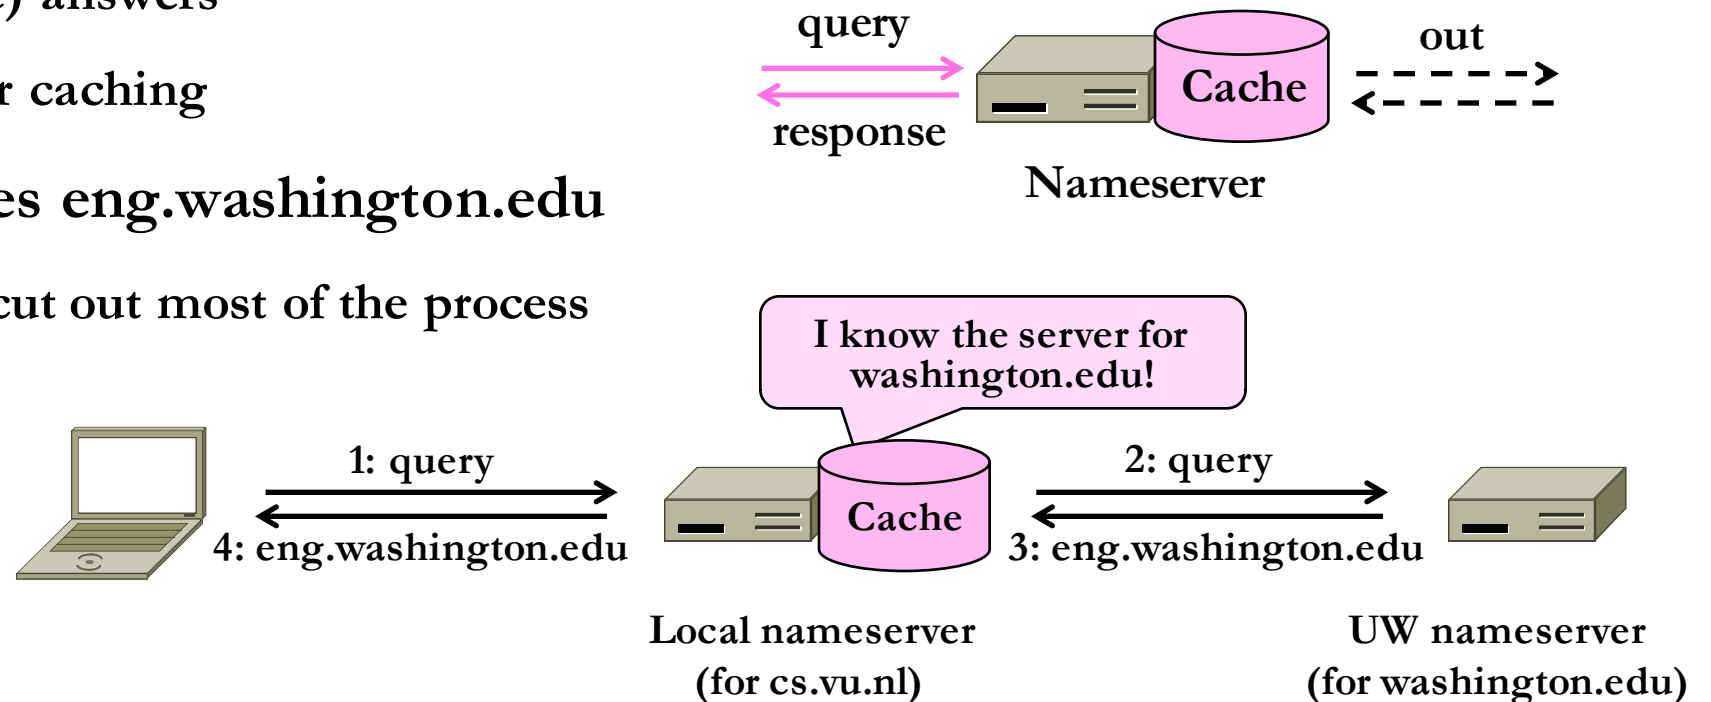 answers
caching
eng.washington.edu
cut out most of the process
query
response
Cache
Nameserver
out
I know the server for
washington.edu!
1: query
4: eng.washington.edu
Cache
2: query
3: eng.washington.edu
Local nameserver
(for cs.vu.nl)
UW nameserver
(for washington.edu)